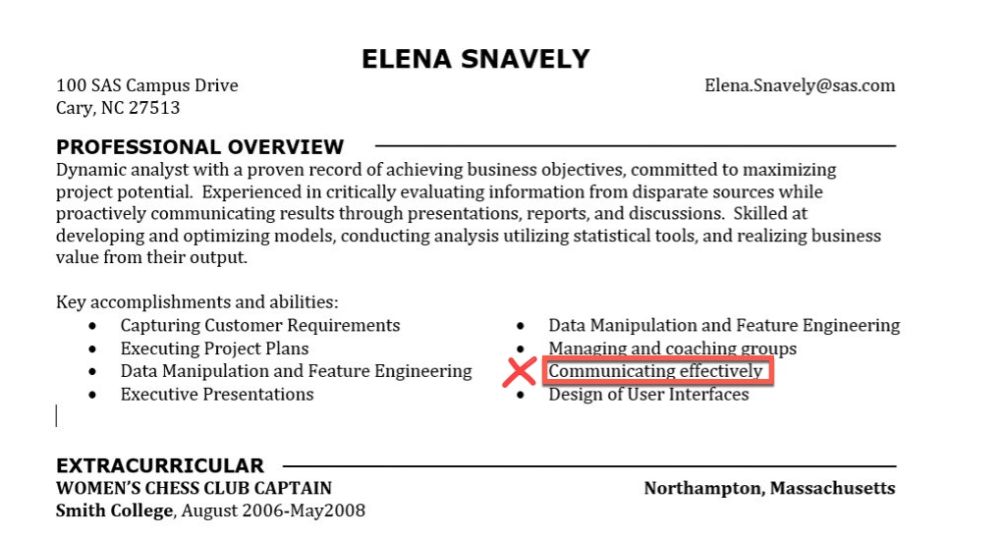 ELENA SNAVELY
100 SAS Campus Drive Elena.Snavely@sas.com
Cary, NC 27513
PROFESSIONAL OVERVIEW
Dynamic analyst with a proven record of achieving business objectives, committed to maximizing
project potential. Experienced in critically evaluating information from disparate sources while
proactively communicating results through presentations, reports, and discussions. Skilled at
developing and optimizing models, conducting analysis utilizing statistical tools, and realizing business
value from their output.
Key accomplishments and abilities:
• Capturing Customer Requirements
• Executing Project Plans
• Data Manipulation and Feature Engineering
• Executive Presentations
• Data Manipulation and Feature Engineering
• Managing and coaching groups
Communicating effectively
• Design of User Interfaces
EXTRACURRICULAR
WOMEN’S CHESS CLUB CAPTAIN Northampton, Massachusetts
Smith College, August 2006-May2008